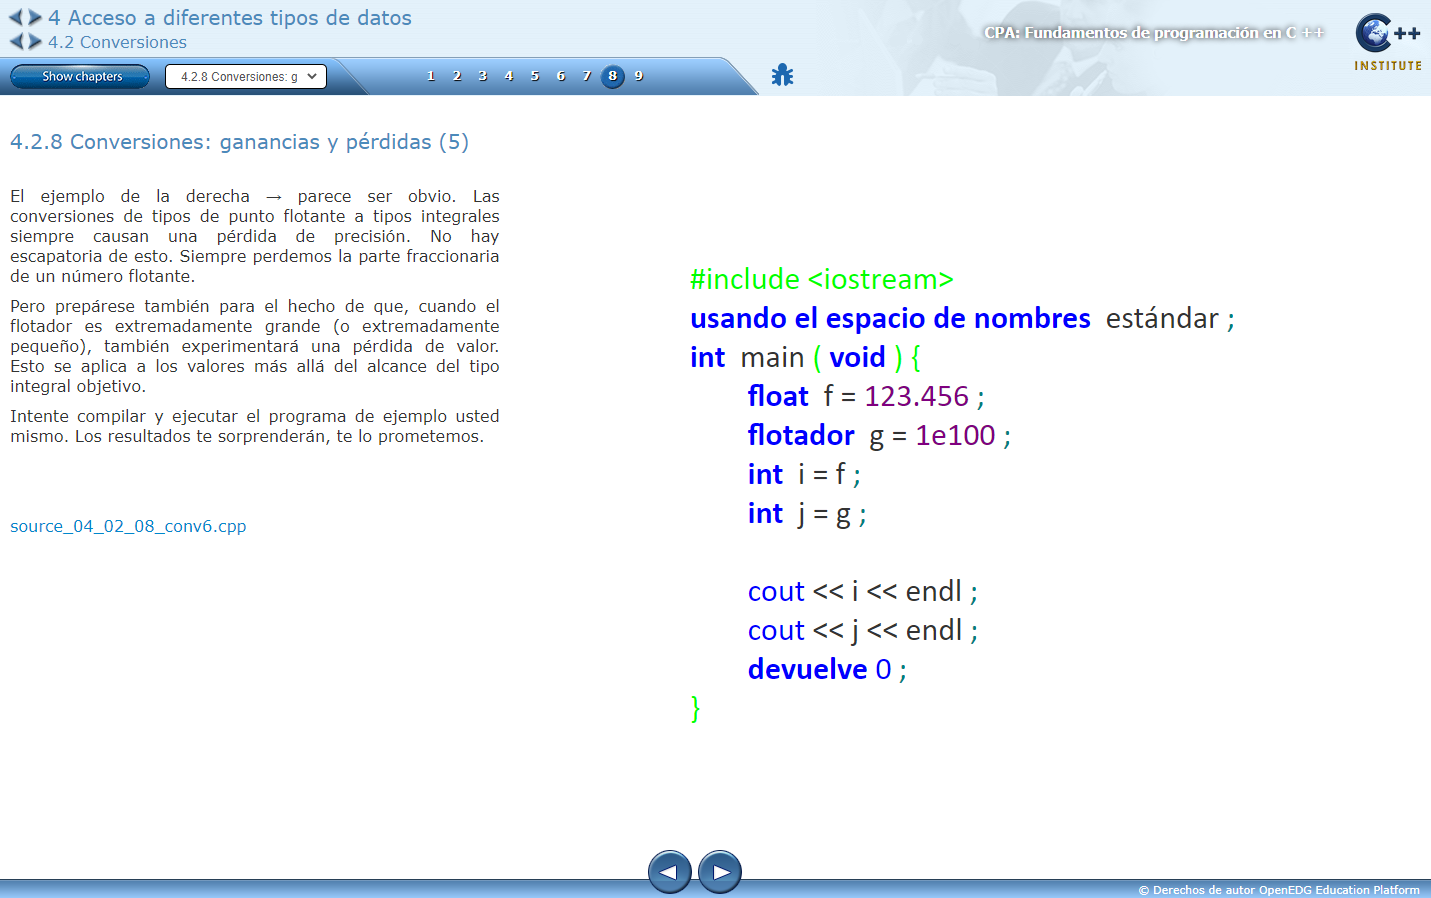 4 Acceso a diferentes tipos de datos
4.2 Conversiones
CPA: Fundamentos de programación en C ++
C++
INSTITUTE
Show chapters
4.2.8 Conversiones: g
1 2 3 4 5 6 7 8 9
4.2.8 Conversiones: ganancias y pérdidas (5)
El ejemplo de la derecha → parece ser obvio. Las
conversiones de tipos de punto flotante a tipos integrales
siempre causan una pérdida de precisión. No hay
escapatoria de esto. Siempre perdemos la parte fraccionaria
de un número flotante.
Pero prepárese también para el hecho de que, cuando el
flotador es extremadamente grande (o extremadamente
pequeño), también experimentará una pérdida de valor.
Esto se aplica a los valores más allá del alcance del tipo
integral objetivo.
Intente compilar y ejecutar el programa de ejemplo usted
mismo. Los resultados te sorprenderán, te lo prometemos.
source_04_02_08_conv6.cpp
#include <iostream>
usando el espacio de nombres estándar ;
int main ( void ) {
float f = 123.456 ;
flotador g = 1e100 ;
int i = f ;
int j = g ;
cout << i << endl ;
cout << j << endl ;
devuelve 0 ;
}
© Derechos de autor OpenEDG Education Platform